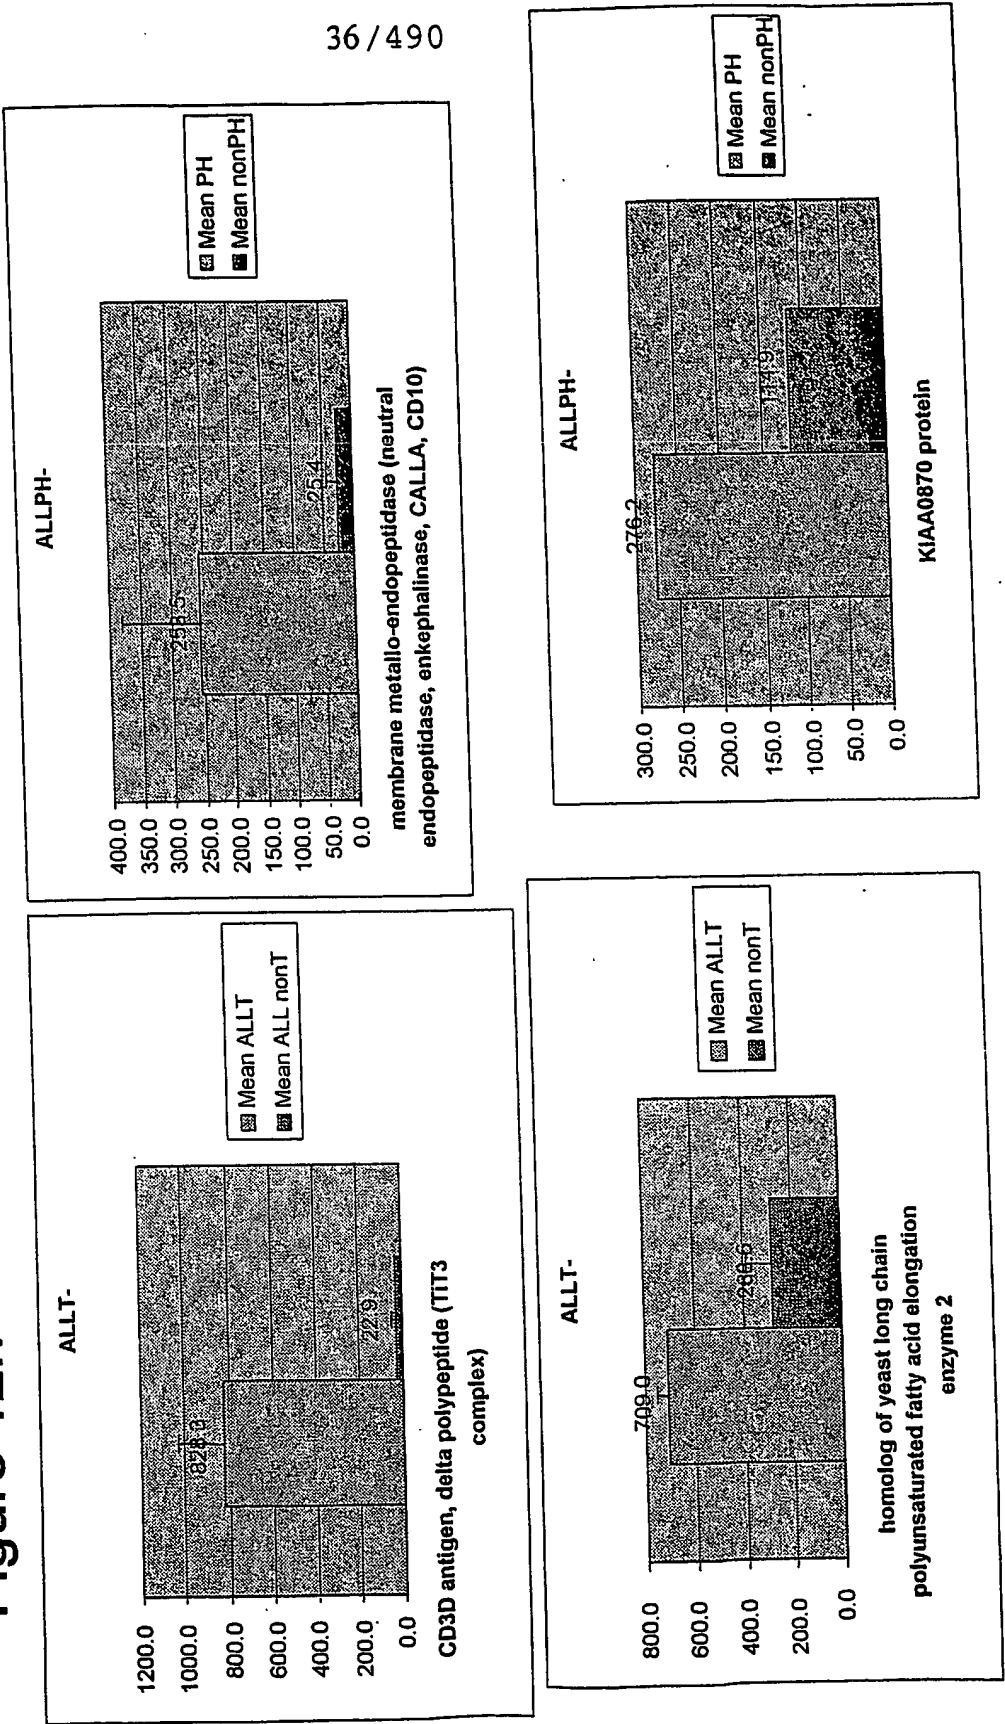 36/490
ALLT-
1200.0
1000.0
800.0
600.0
400.0
200.0
0.0
828.3
22.9
Mean ALLT
Mean ALL nonT
CD3D antigen, delta polypeptide (TiT3
complex)
ALLPH-
400.0
350.0
300.0
250.0
200.0
150.0
100.0
50.0
0.0
25.4
Mean PH
Mean nonPH
membrane metallo-endopeptidase (neutral
endopeptidase, enkephalinase, CALLA, CD10)
ALLT-
800.0
600.0
400.0
200.0
0.0
709.0
Mean ALLT
Mean nonT
homolog of yeast long chain
polyunsaturated fatty acid elongation
enzyme 2
ALLPH-
300.0
250.0
200.0
150.0
100.0
50.0
0.0
276.2
114.9
Mean PH
Mean nonPH
KIAA0870 protein